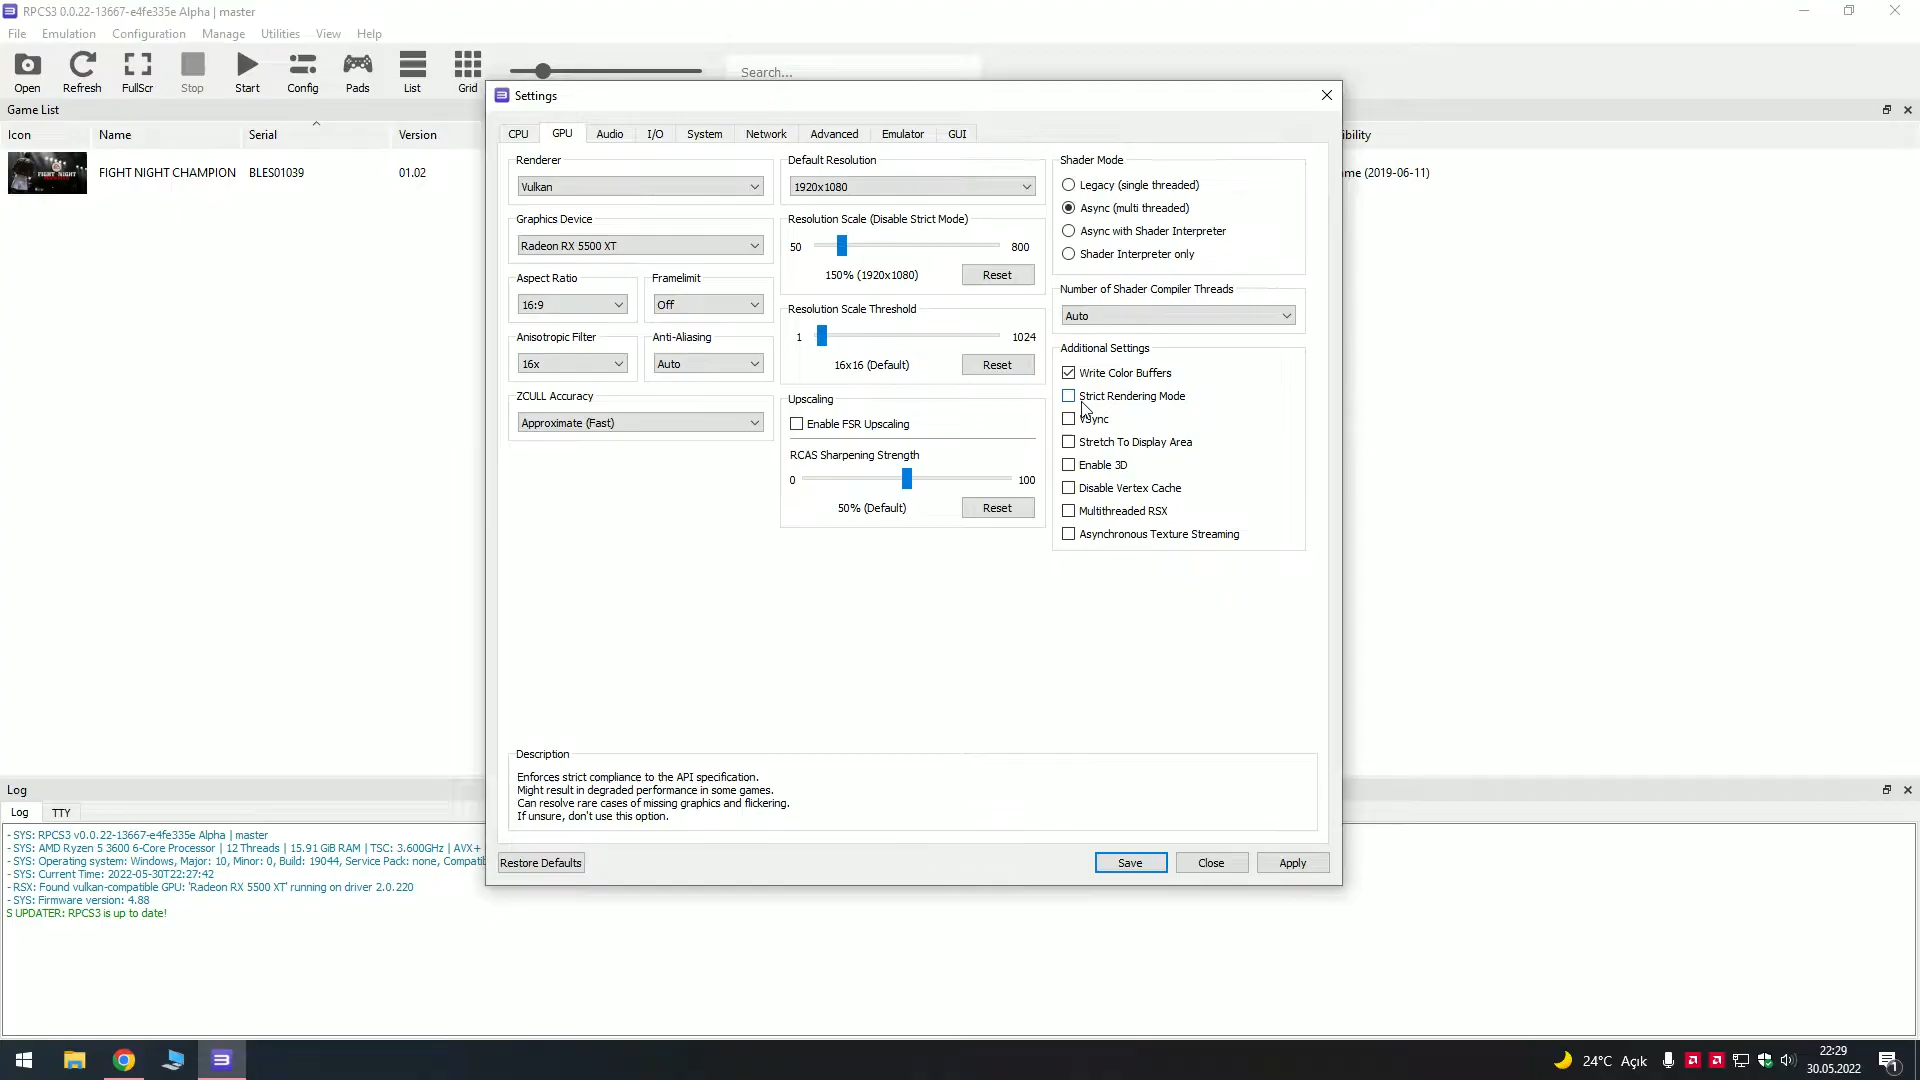 RPCS3 0.0.22-13667-e4fe335e Alpha | master
File Emulation Configuration Manage Utilities View Help
Open Refresh FullScr Stop Start Config Pads List Grid Search...
Game List
Icon Name Serial Version
FIGHT NIGHT CHAMPION BLES01039 01.02
ibility
me (2019-06-11)
Settings
CPU GPU Audio I/O System Network Advanced Emulator GUI
Renderer
Vulkan
Graphics Device
Radeon RX 5500 XT
Aspect Ratio
16:9
Framelimit
Off
Anisotropic Filter
16x
Anti-Aliasing
Auto
ZCULL Accuracy
Approximate (Fast)
Default Resolution
1920x1080
Resolution Scale (Disable Strict Mode)
50 800
150% (1920x1080) Reset
Resolution Scale Threshold
1 1024
16x16 (Default) Reset
Upscaling
Enable FSR Upscaling
RCAS Sharpening Strength
0 100
50% (Default) Reset
Shader Mode
Legacy (single threaded)
Async (multi threaded)
Async with Shader Interpreter
Shader Interpreter only
Number of Shader Compiler Threads
Auto
Additional Settings
Write Color Buffers
Strict Rendering Mode
VSync
Stretch To Display Area
Enable 3D
Disable Vertex Cache
Multithreaded RSX
Asynchronous Texture Streaming
Description
Enforces strict compliance to the API specification.
Might result in degraded performance in some games.
Can resolve rare cases of missing graphics and flickering.
If unsure, don't use this option.
Restore Defaults Save Close Apply
Log
Log TTY
- SYS: RPCS3 v0.0.22-13667-e4fe335e Alpha | master
- SYS: AMD Ryzen 5 3600 6-Core Processor | 12 Threads | 15.91 GiB RAM | TSC: 3.600GHz | AVX+
- SYS: Operating system: Windows, Major: 10, Minor: 0, Build: 19044, Service Pack: none, Compatib
- SYS: Current Time: 2022-05-30T22:27:42
- RSX: Found vulkan-compatible GPU: 'Radeon RX 5500 XT' running on driver 2.0.220
- SYS: Firmware version: 4.88
S UPDATER: RPCS3 is up to date!
24°C Açık
22:29
30.05.2022
1